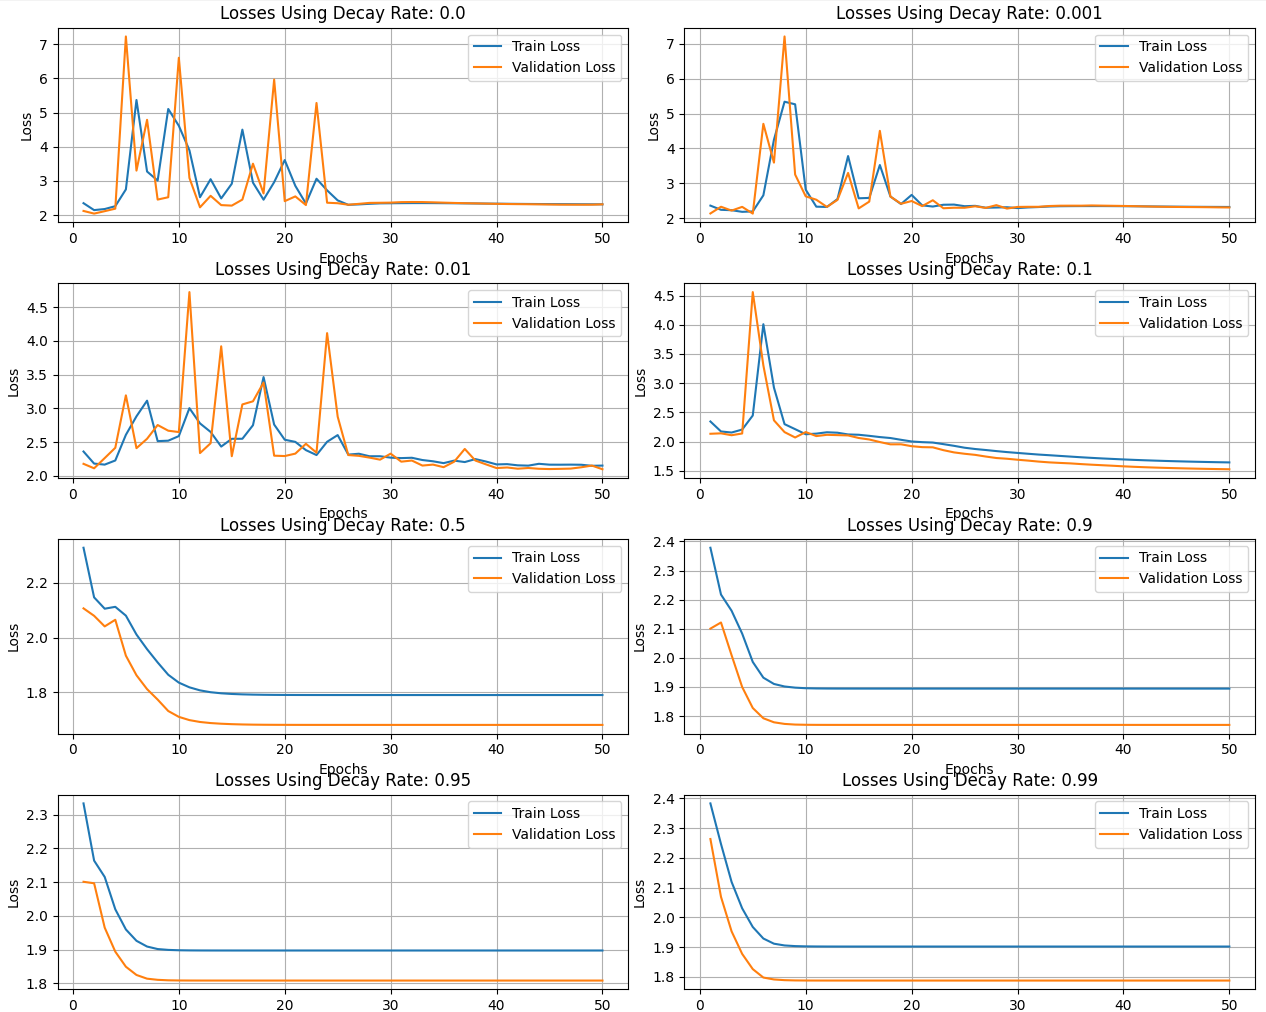 Losses Using Decay Rate: 0.0
Train Loss
Validation Loss
7
6
5
4
3
2
Loss
0 10 20 30 40 50
Epochs
Losses Using Decay Rate: 0.001
Train Loss
Validation Loss
7
6
5
4
3
2
Loss
0 10 20 30 40 50
Epochs
Losses Using Decay Rate: 0.01
Train Loss
Validation Loss
4.5
4.0
3.5
3.0
2.5
2.0
Loss
0 10 20 30 40 50
Epochs
Losses Using Decay Rate: 0.1
Train Loss
Validation Loss
4.5
4.0
3.5
3.0
2.5
2.0
1.5
Loss
0 10 20 30 40 50
Epochs
Losses Using Decay Rate: 0.5
Train Loss
Validation Loss
2.2
2.0
1.8
Loss
0 10 20 30 40 50
Epochs
Losses Using Decay Rate: 0.9
Train Loss
Validation Loss
2.4
2.3
2.2
2.1
2.0
1.9
1.8
Loss
0 10 20 30 40 50
Epochs
Losses Using Decay Rate: 0.95
Train Loss
Validation Loss
2.3
2.2
2.1
2.0
1.9
1.8
Loss
0 10 20 30 40 50
Losses Using Decay Rate: 0.99
Train Loss
Validation Loss
2.4
2.3
2.2
2.1
2.0
1.9
1.8
Loss
0 10 20 30 40 50